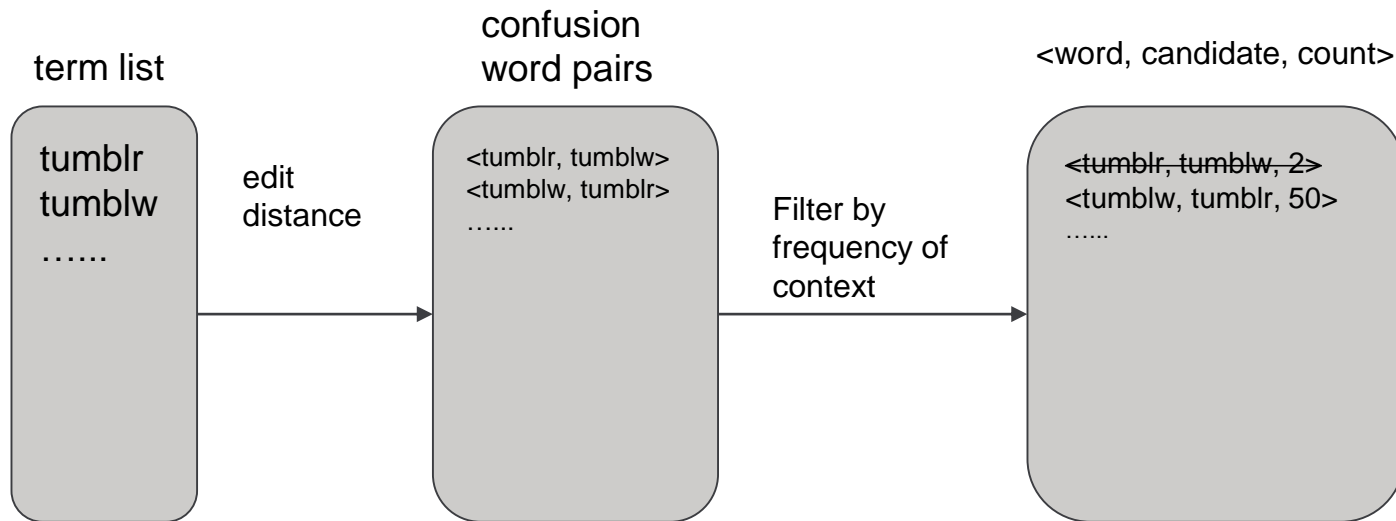 term list
tumblr
tumblw
…...
edit
distance
confusion
word pairs
<tumblr, tumblw>
<tumblw, tumblr>
…...
Filter by
frequency of
context
<word, candidate, count>
<tumblr, tumblw, 2>
<tumblw, tumblr, 50>
…...